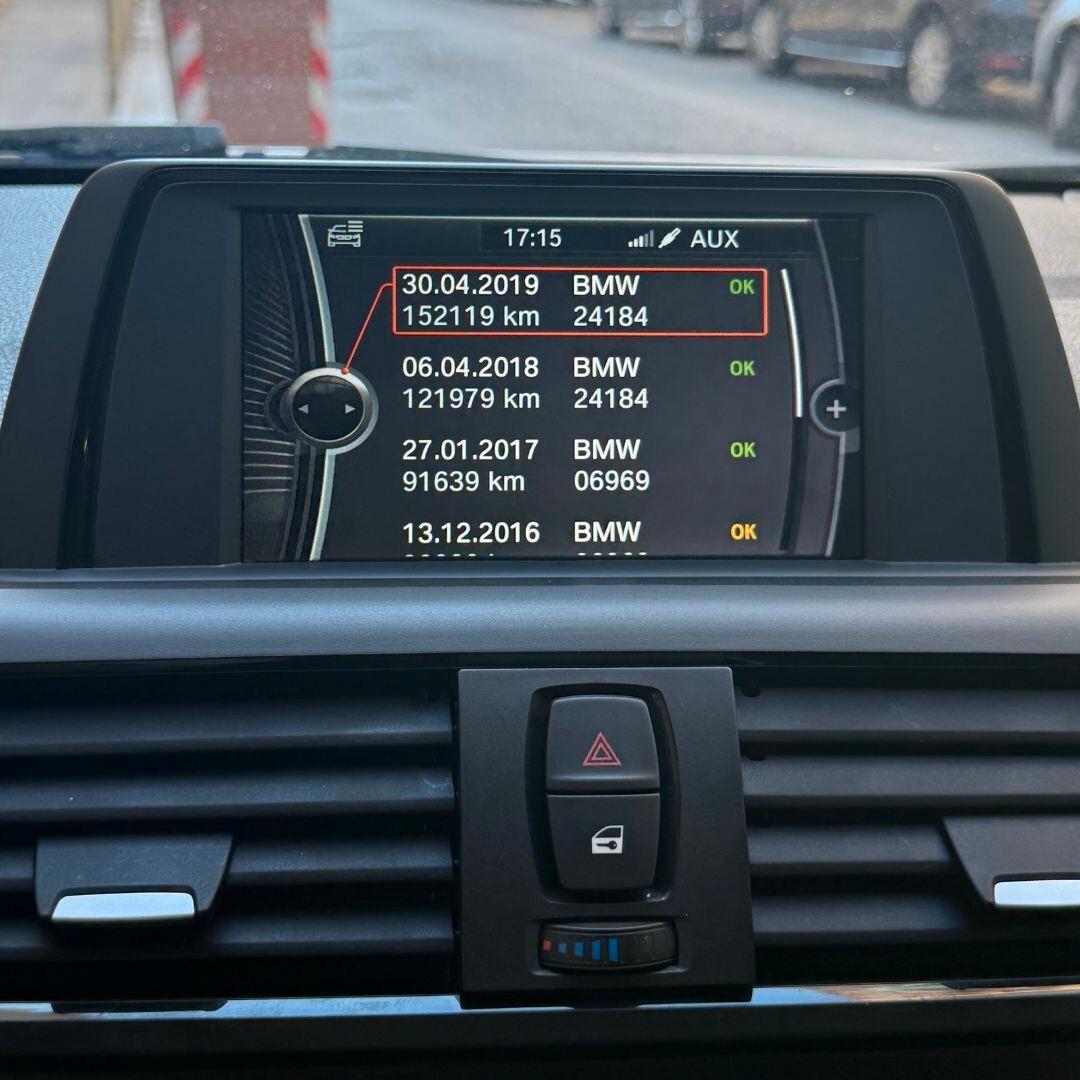 17:15 AUX
30.04.2019 BMW OK
152119 km 24184
06.04.2018 BMW OK
121979 km 24184
27.01.2017 BMW OK
91639 km 06969
13.12.2016 BMW OK